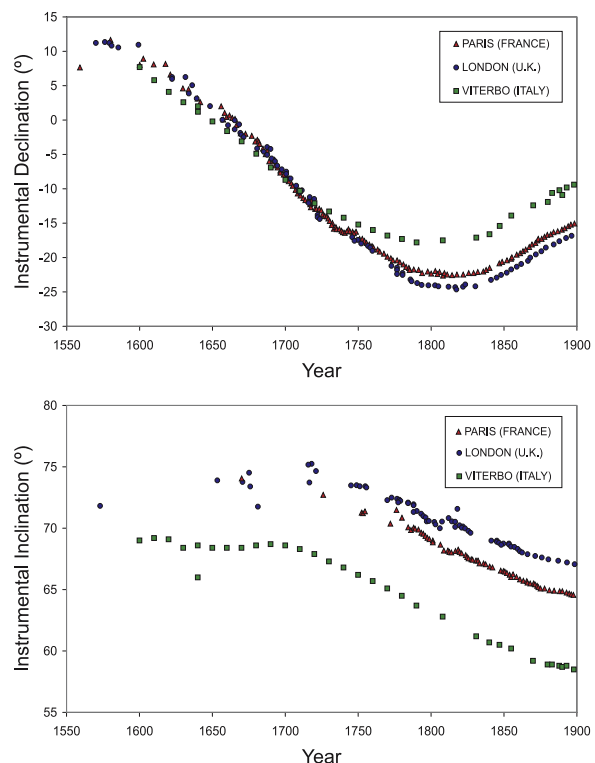 Instrumental Declination (º)
15
10
5
0
-5
-10
-15
-20
-25
-30
PARIS (FRANCE)
LONDON (U.K.)
VITERBO (ITALY)
1550 1600 1650 1700 1750 1800 1850 1900
Year
Instrumental Inclination (º)
80
75
70
65
60
55
PARIS (FRANCE)
LONDON (U.K.)
VITERBO (ITALY)
1550 1600 1650 1700 1750 1800 1850 1900
Year